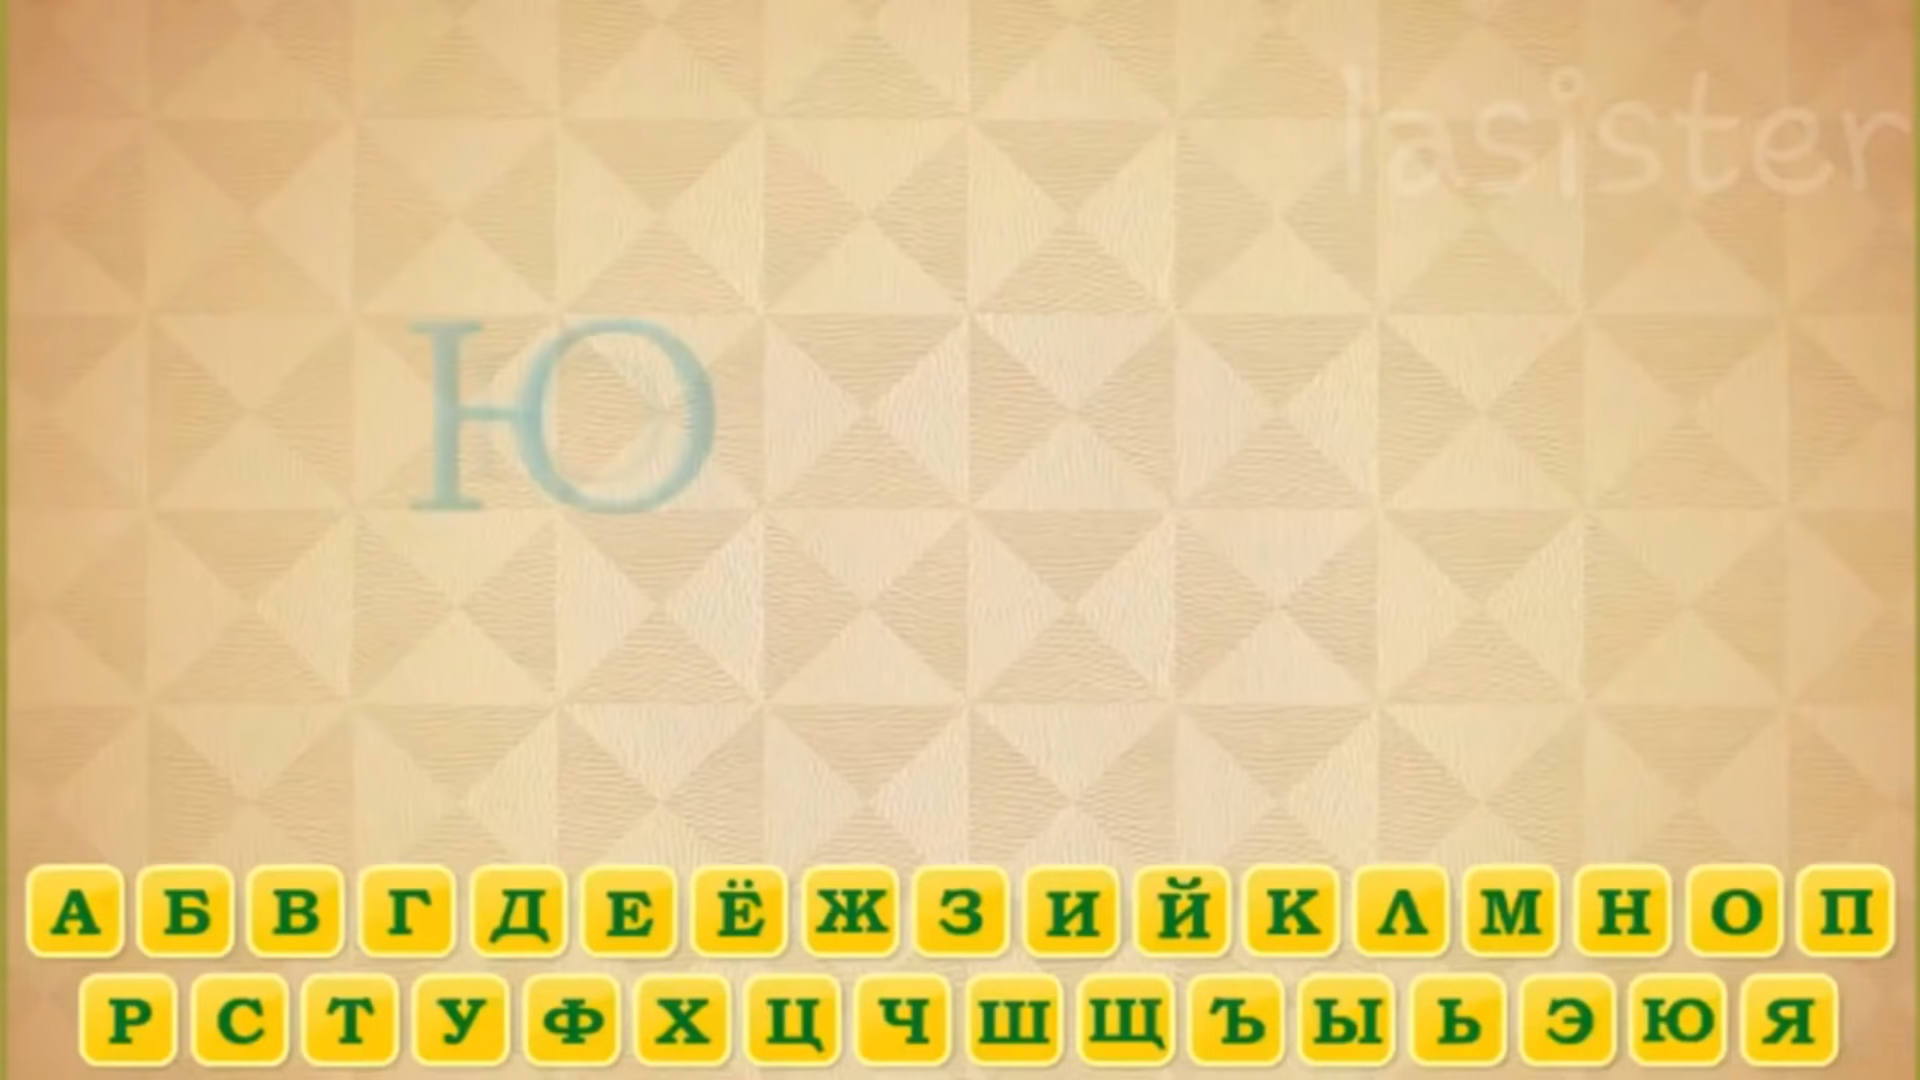 lasister
Ю
А Б В Г Д Е Ё Ж З И Й К Л М Н О П
Р С Т У Ф Х Ц Ч Ш Щ Ъ Ы Ь Э Ю Я